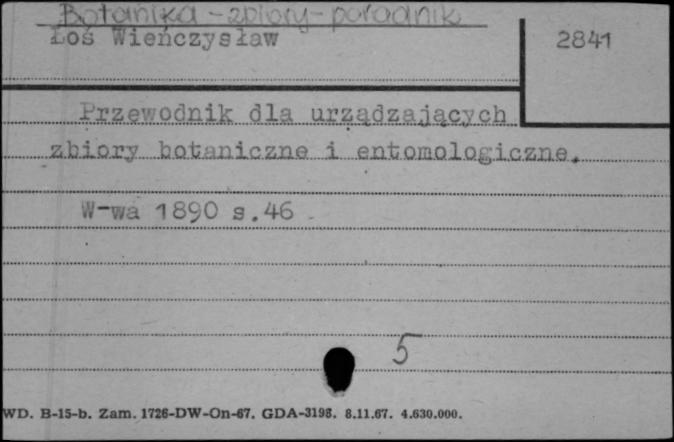 Botanika - zbiory - poradnik
Łoś Wieńczysław
2841
Przewodnik dla urządzających
zbiory botaniczne i entomologiczne.
W-wa 1890 s.46
5
WD. B-15-b. Zam. 1726-DW-On-67. GDA-3198. 8.11.67. 4.630.000.